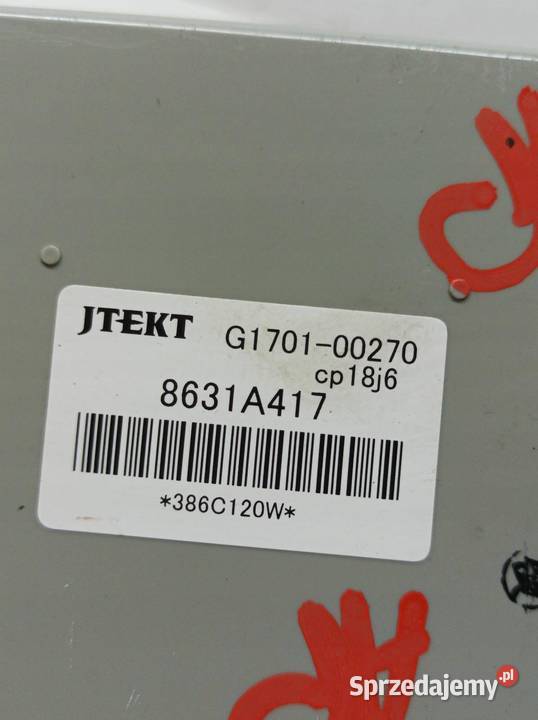 JTEKT G1701-00270
cp18j6
8631A417
*386C120W*
Sprzedajemy.pl